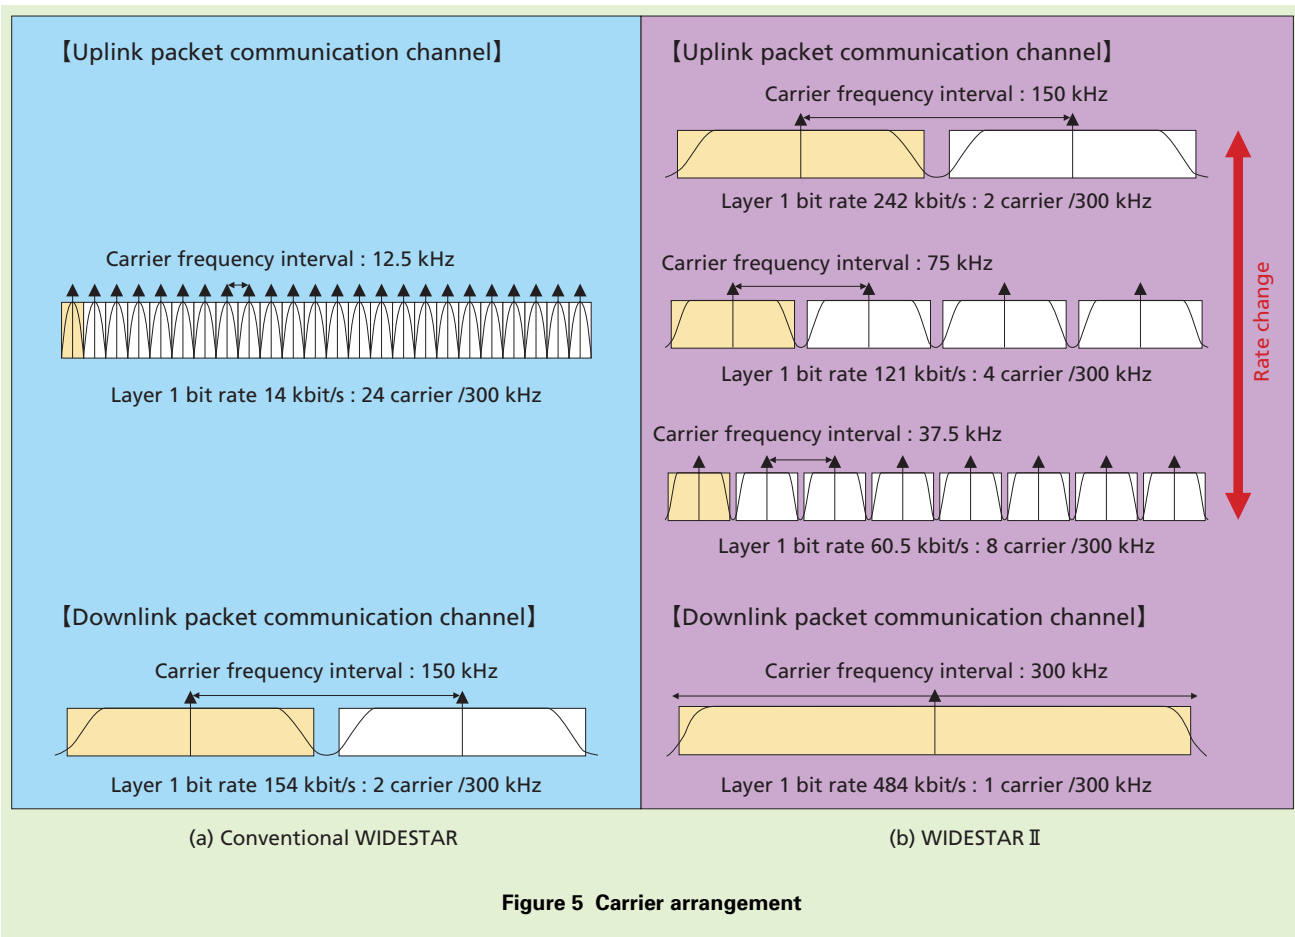 【Uplink packet communication channel】
Carrier frequency interval : 12.5 kHz
Layer 1 bit rate 14 kbit/s : 24 carrier /300 kHz
【Downlink packet communication channel】
Carrier frequency interval : 150 kHz
Layer 1 bit rate 154 kbit/s : 2 carrier /300 kHz
(a) Conventional WIDESTAR
【Uplink packet communication channel】
Carrier frequency interval : 150 kHz
Layer 1 bit rate 242 kbit/s : 2 carrier /300 kHz
Carrier frequency interval : 75 kHz
Layer 1 bit rate 121 kbit/s : 4 carrier /300 kHz
Carrier frequency interval : 37.5 kHz
Layer 1 bit rate 60.5 kbit/s : 8 carrier /300 kHz
Rate change
【Downlink packet communication channel】
Carrier frequency interval : 300 kHz
Layer 1 bit rate 484 kbit/s : 1 carrier /300 kHz
(b) WIDESTAR Ⅱ
Figure 5 Carrier arrangement